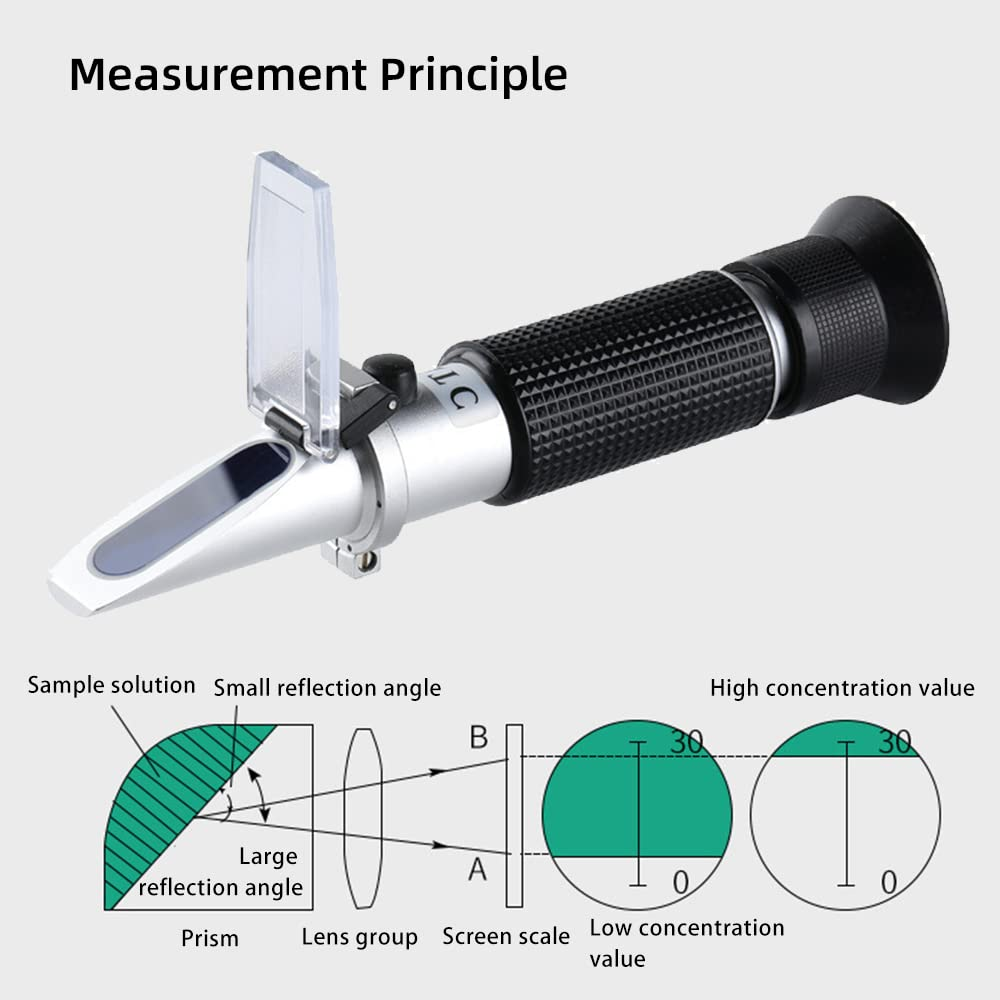 Measurement Principle
LC
Sample solution
Small reflection angle
High concentration value
B
30
30
Large
reflection angle
A
0
0
Prism
Lens group
Screen scale
Low concentration
value